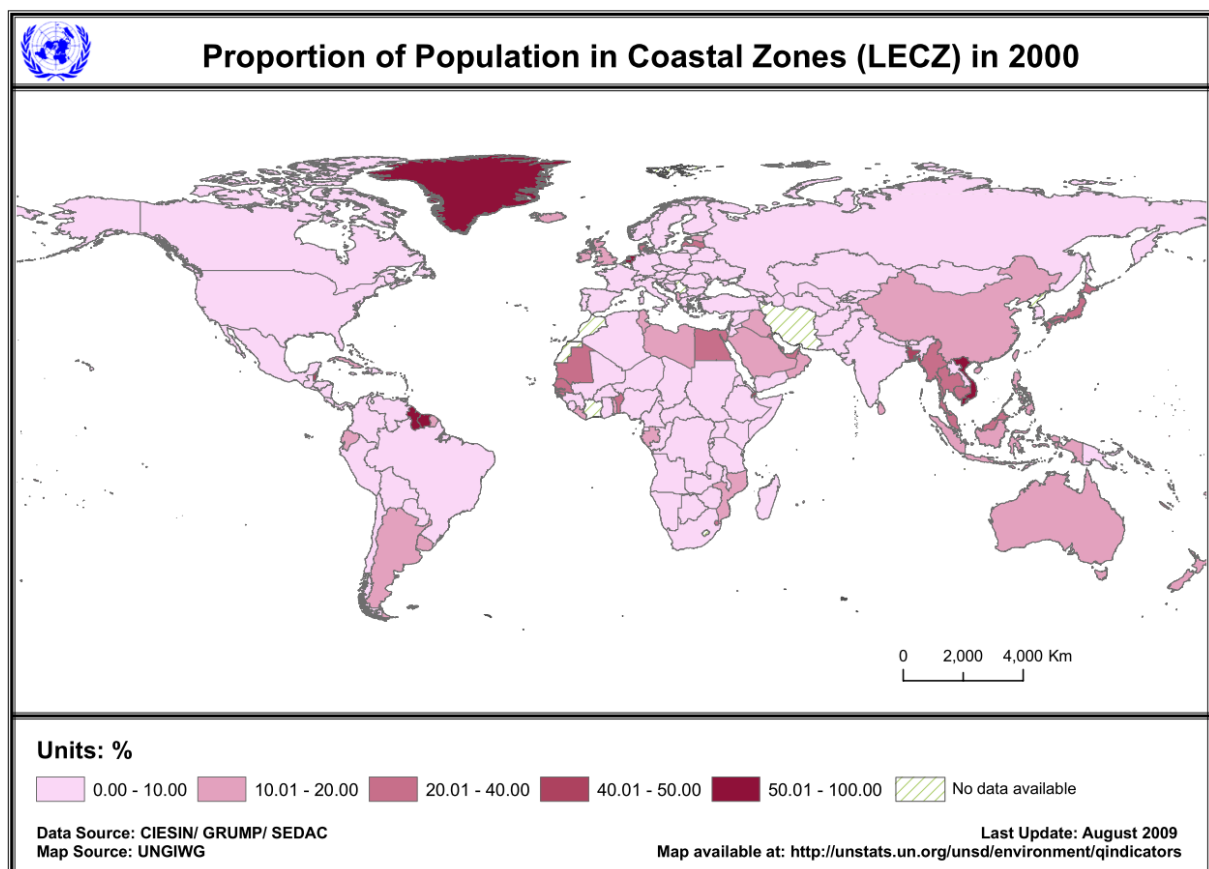 Proportion of Population in Coastal Zones (LECZ) in 2000
0 2,000 4,000 Km
Units: %
0.00 - 10.00 10.01 - 20.00 20.01 - 40.00 40.01 - 50.00 50.01 - 100.00 No data available
Data Source: CIESIN/ GRUMP/ SEDAC Last Update: August 2009
Map Source: UNGIWG Map available at: http://unstats.un.org/unsd/environment/qindicators